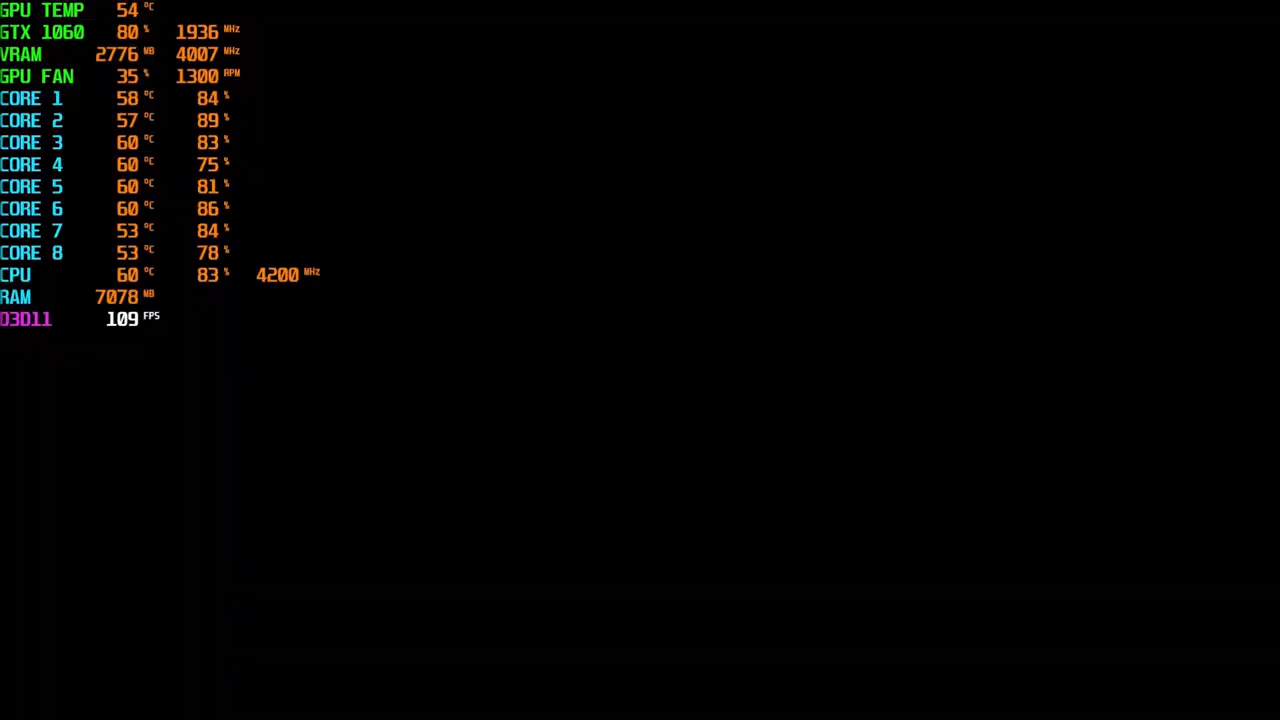 GPU TEMP 54 °C
GTX 1060 80 % 1936 MHz
VRAM 2776 MB 4007 MHz
GPU FAN 35 % 1300 RPM
CORE 1 58 °C 84 %
CORE 2 57 °C 89 %
CORE 3 60 °C 83 %
CORE 4 60 °C 75 %
CORE 5 60 °C 81 %
CORE 6 60 °C 86 %
CORE 7 53 °C 84 %
CORE 8 53 °C 78 %
CPU 60 °C 83 % 4200 MHz
RAM 7078 MB
D3D11 109 FPS